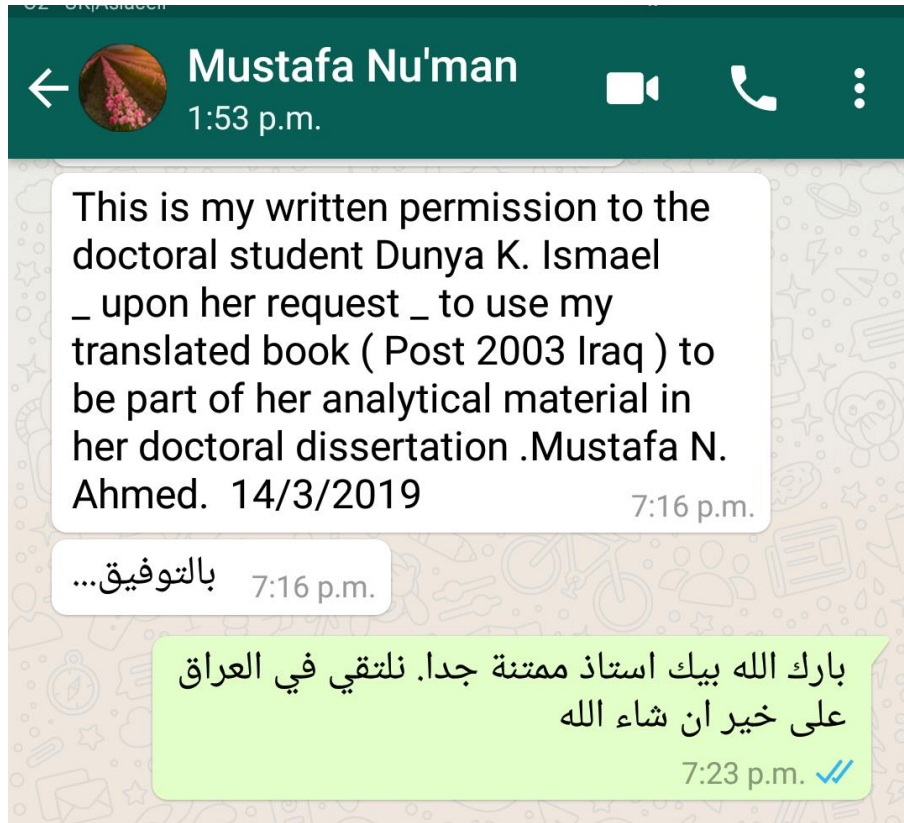 Mustafa Nu'man
1:53 p.m.
This is my written permission to the
doctoral student Dunya K. Ismael
_ upon her request _ to use my
translated book ( Post 2003 Iraq ) to
be part of her analytical material in
her doctoral dissertation .Mustafa N.
Ahmed.  14/3/2019
7:16 p.m.
بالتوفيق...
7:16 p.m.
بارك الله بيك استاذ ممتنة جدا. نلتقي في العراق
على خير ان شاء الله
7:23 p.m.